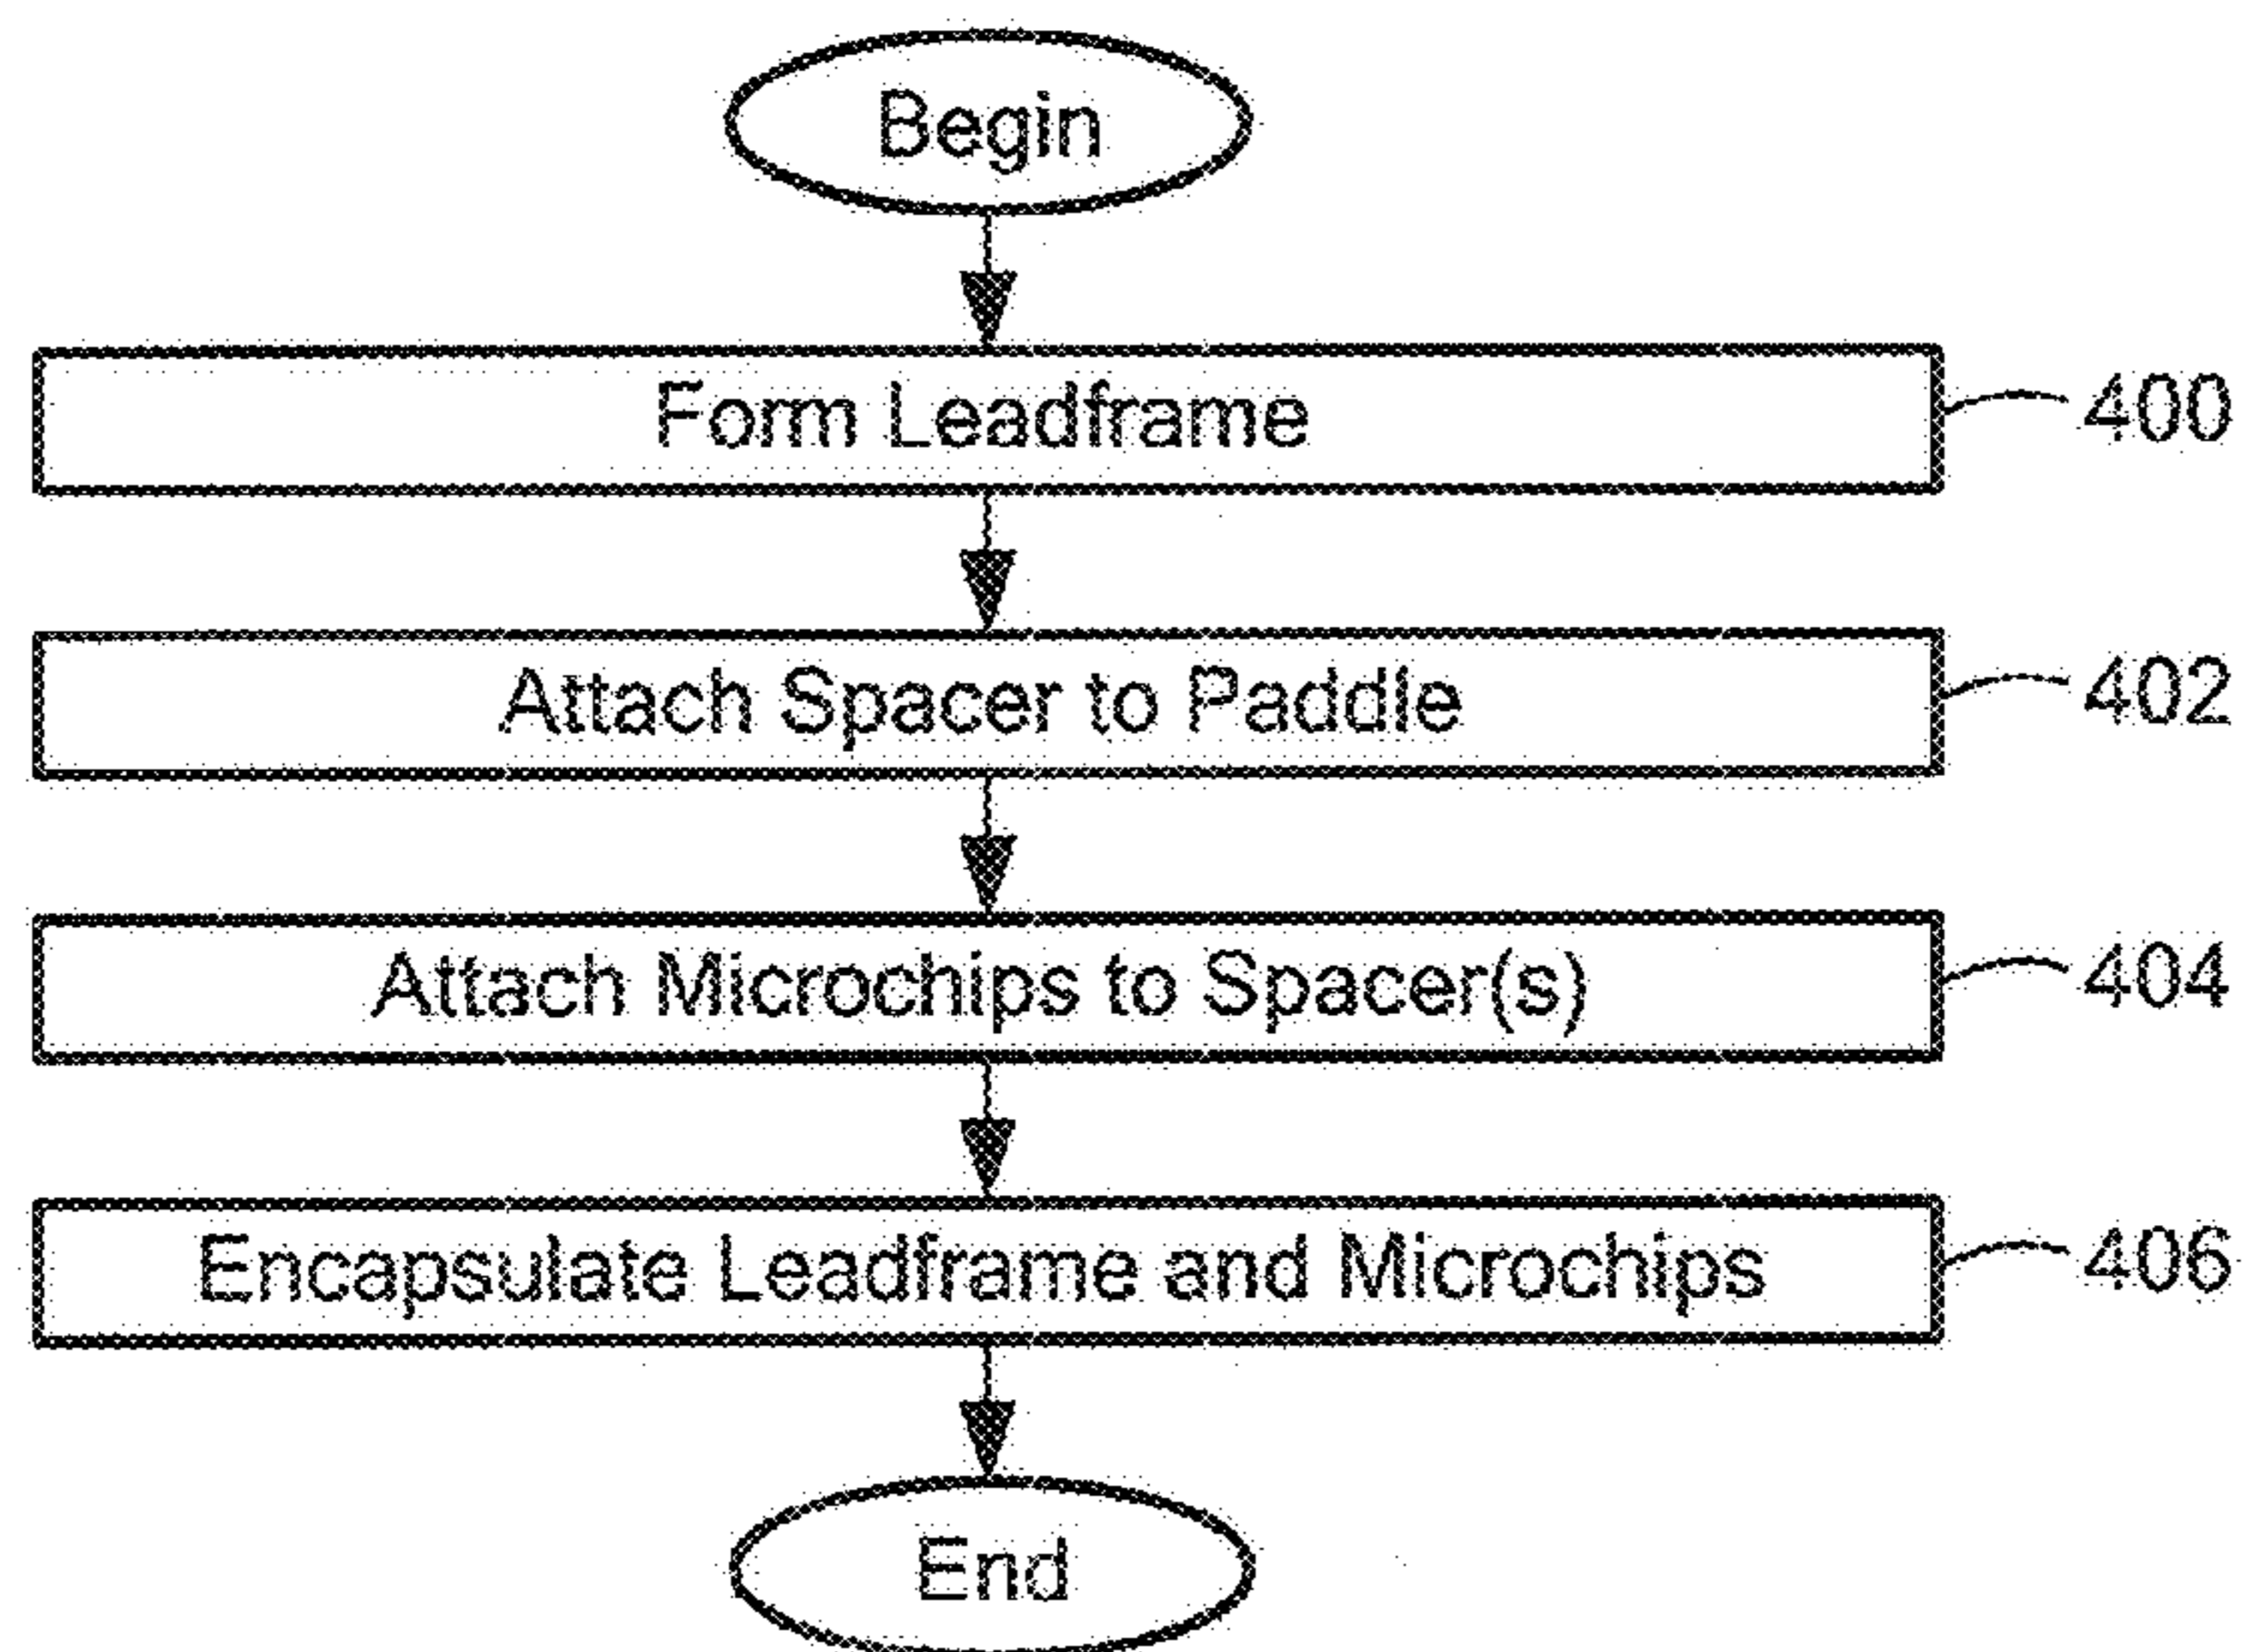 Begin
Form Leadframe
400
Attach Spacer to Paddle
402
Attach Microchips to Spacer(s)
404
Encapsulate Leadframe and Microchips
406
End